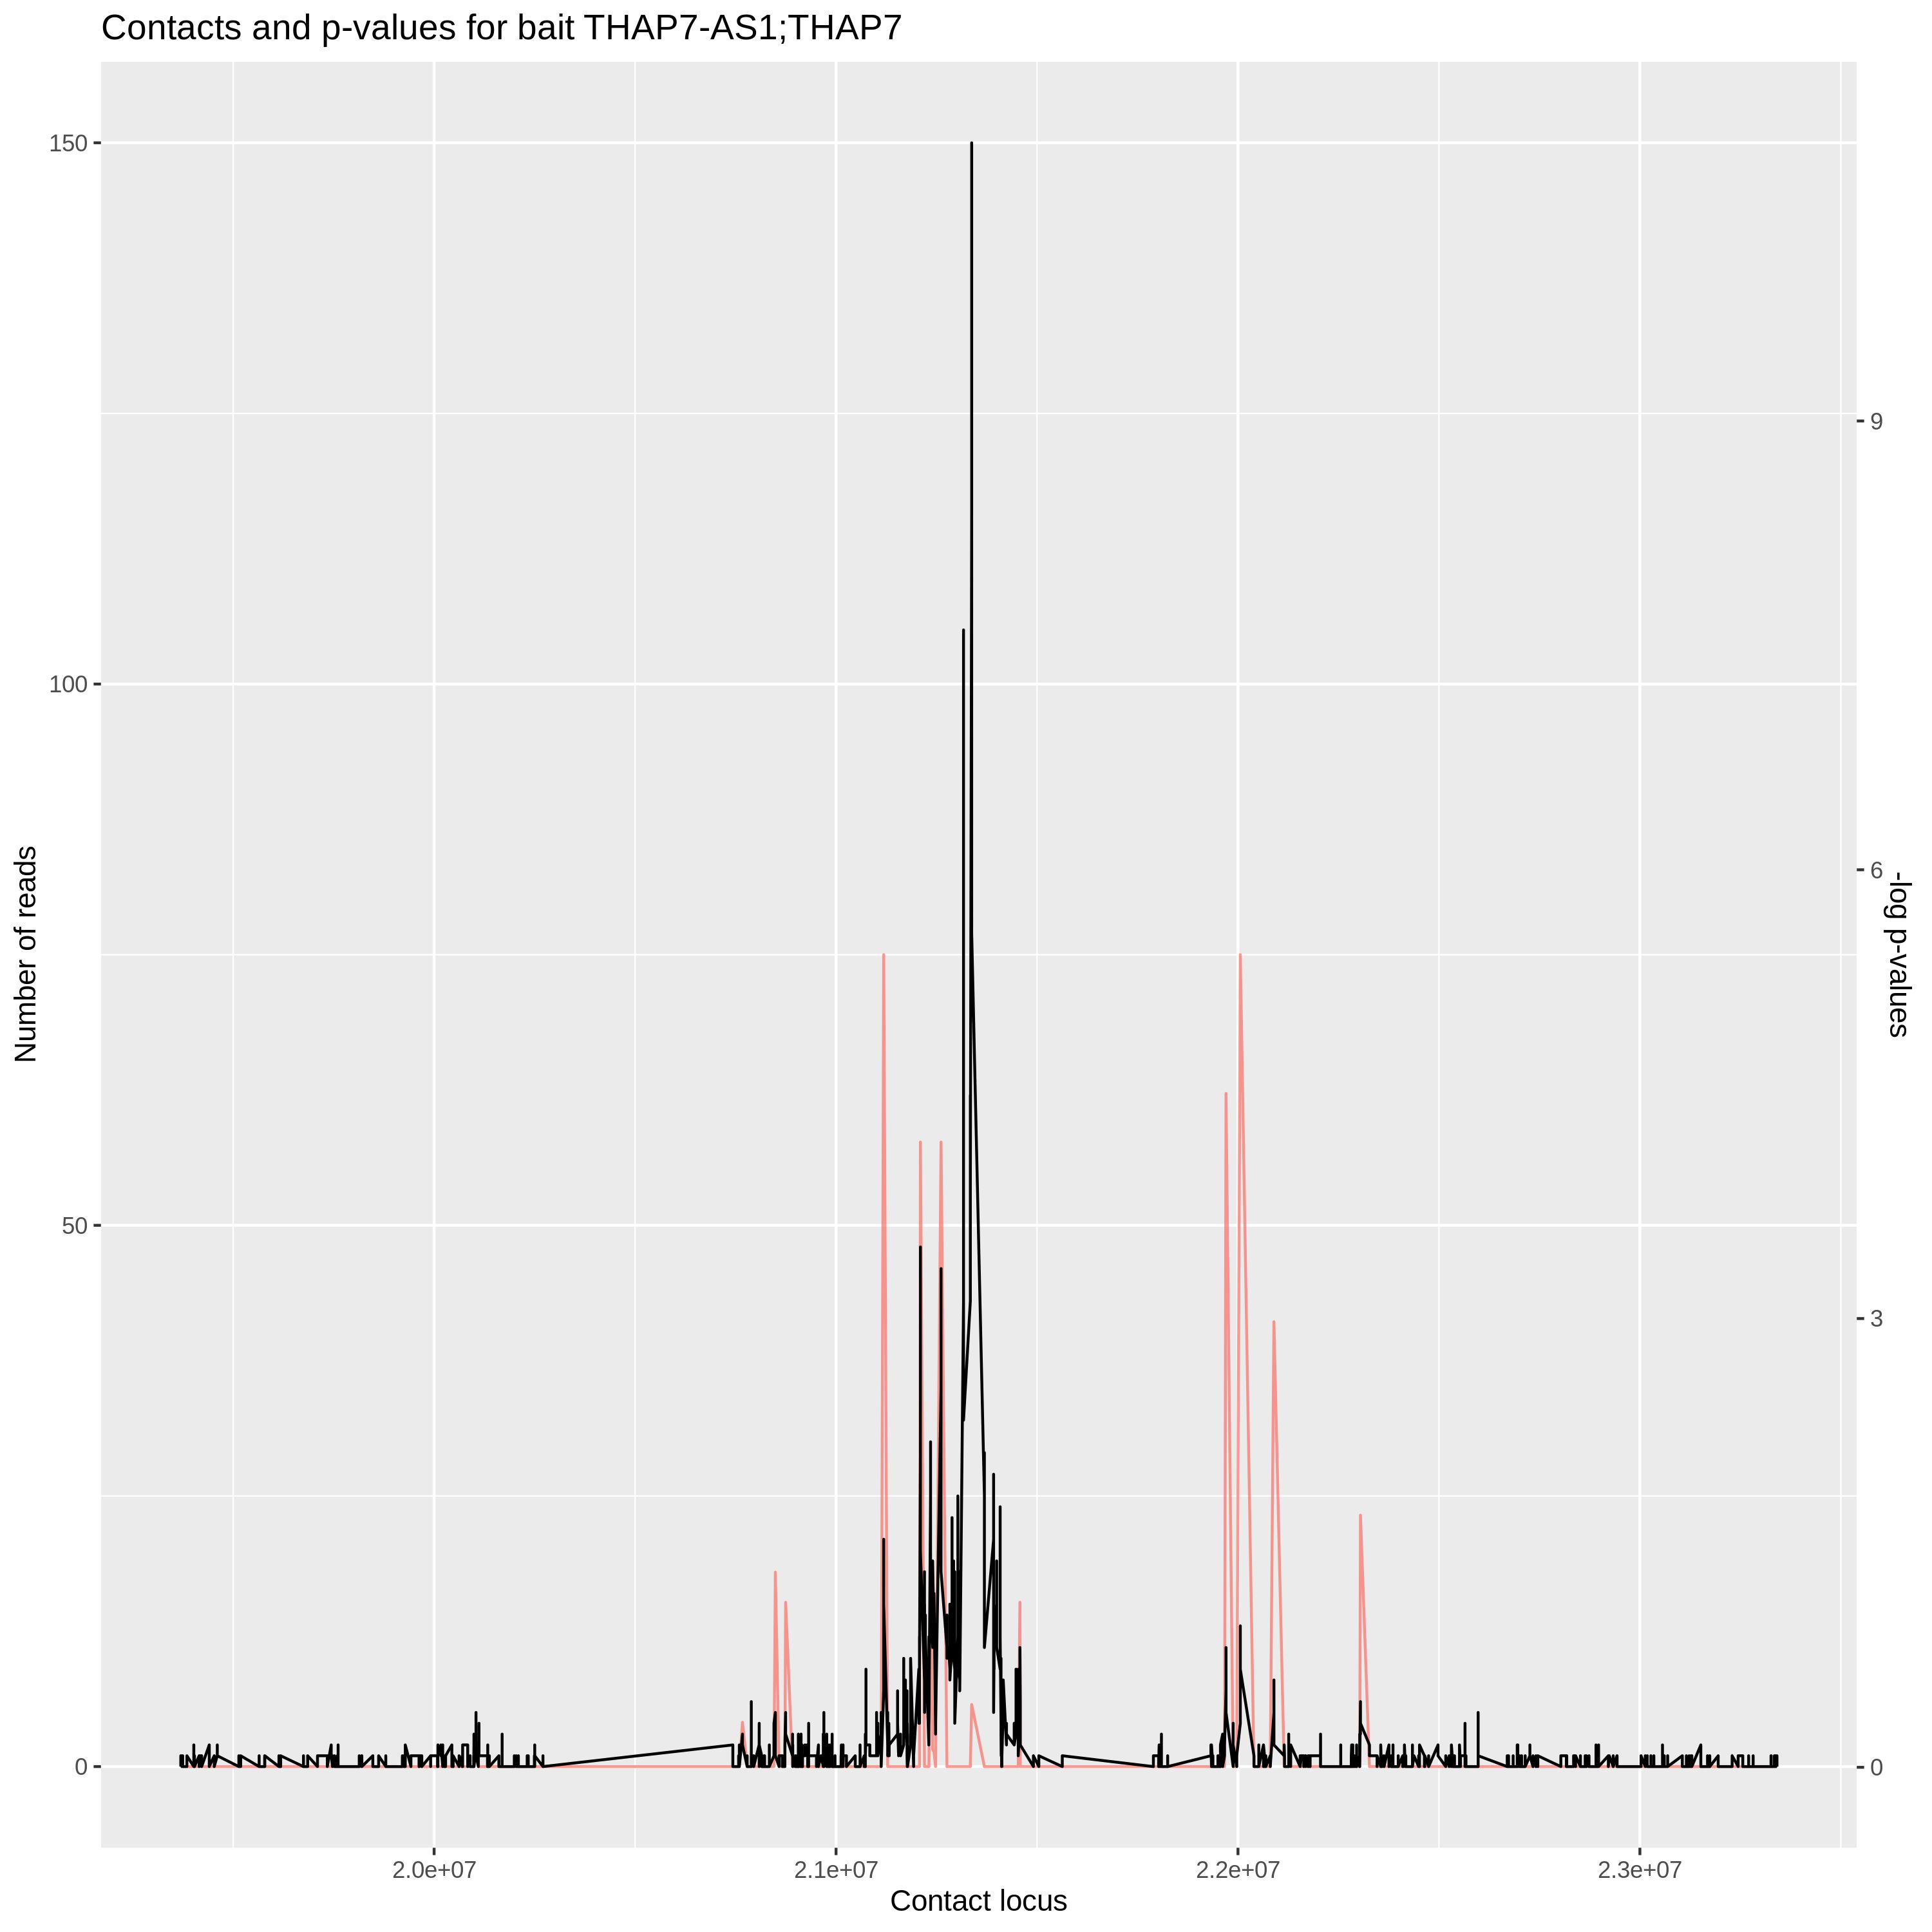 Contacts and p-values for bait THAP7-AS1;THAP7
150
100
50
0
Number of reads
9
6
3
0
-log p-values
2.0e+07
2.1e+07
2.2e+07
2.3e+07
Contact locus